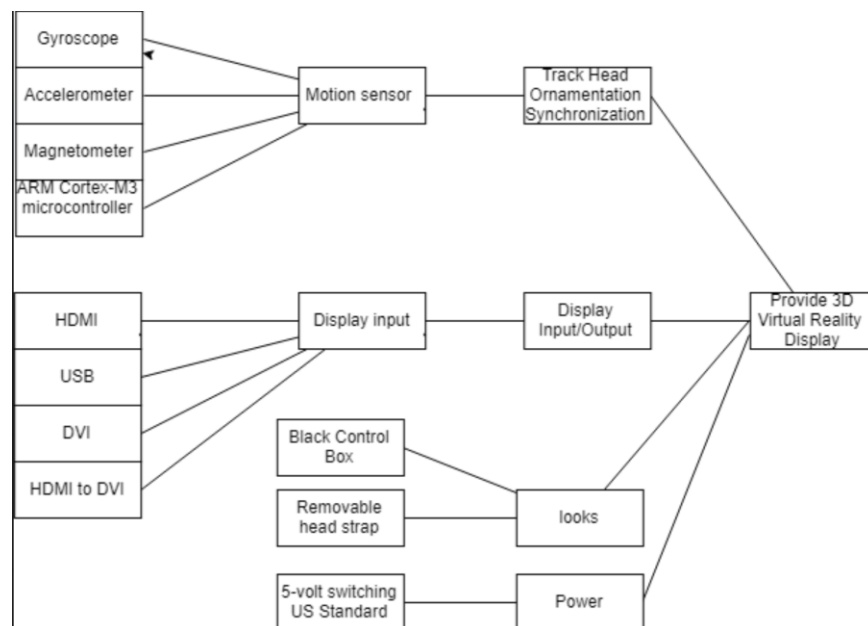 Gyroscope
Accelerometer
Magnetometer
ARM Cortex-M3
microcontroller
Motion sensor
Track Head
Ornamentation
Synchronization
HDMI
USB
DVI
HDMI to DVI
Display input
Display
Input/Output
Provide 3D
Virtual Reality
Display
Black Control
Box
Removable
head strap
looks
5-volt switching
US Standard
Power